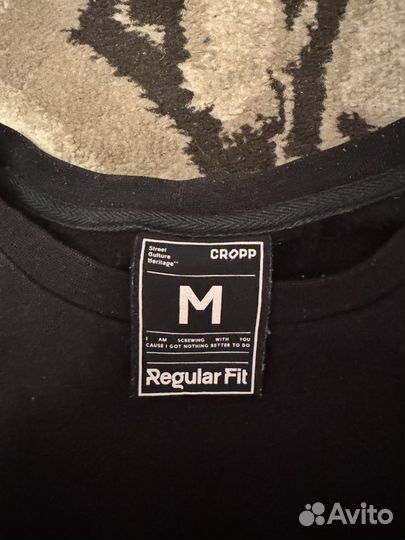 Street
Culture
Heritage™
CROPP
M
I AM SCREWING WITH YOU
CAUSE I GOT NOTHING BETTER TO DO
Regular Fit
Avito